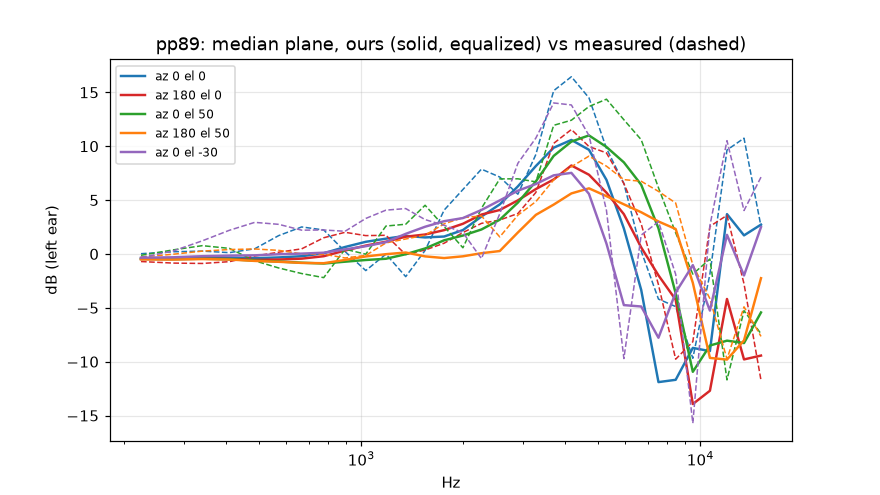 pp89: median plane, ours (solid, equalized) vs measured (dashed)
az 0 el 0
az 180 el 0
az 0 el 50
az 180 el 50
az 0 el -30
dB (left ear)
15
10
5
0
−5
−10
−15
10³
10⁴
Hz